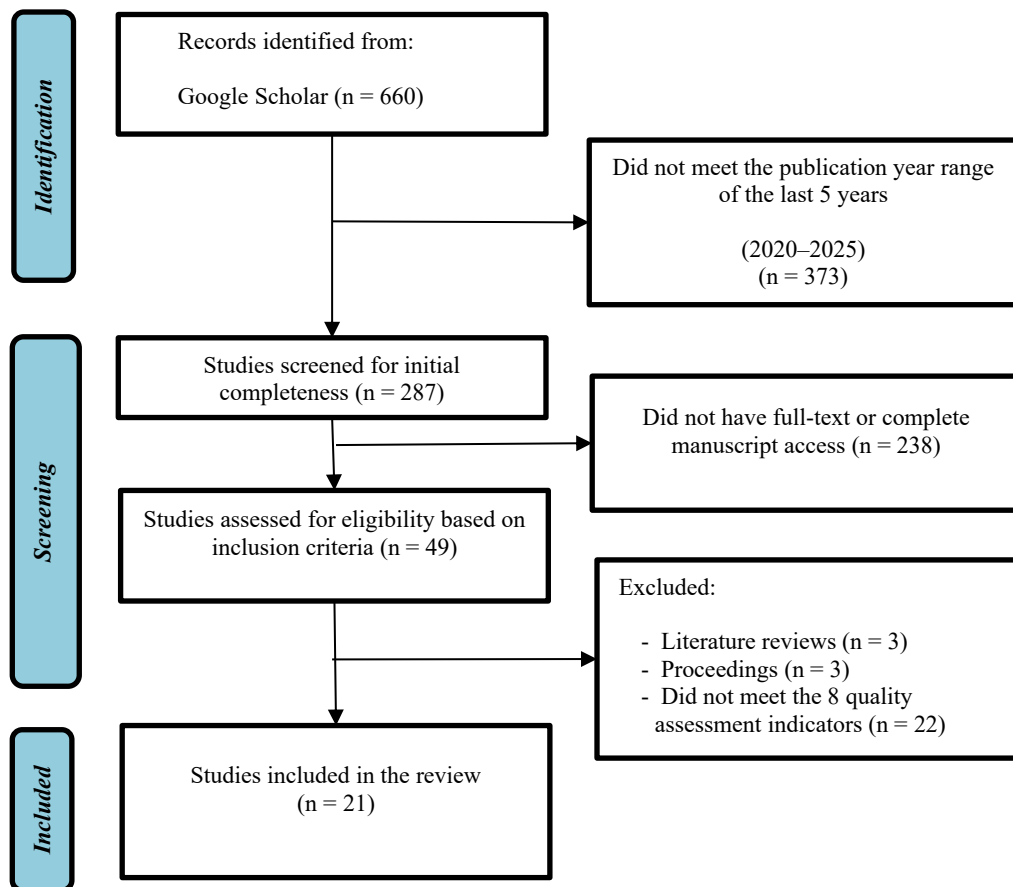 Identification
Records identified from:
Google Scholar (n = 660)
Did not meet the publication year range
of the last 5 years
(2020–2025)
(n = 373)
Screening
Studies screened for initial
completeness (n = 287)
Did not have full-text or complete
manuscript access (n = 238)
Studies assessed for eligibility based on
inclusion criteria (n = 49)
Excluded:
- Literature reviews (n = 3)
- Proceedings (n = 3)
- Did not meet the 8 quality
assessment indicators (n = 22)
Included
Studies included in the review
(n = 21)